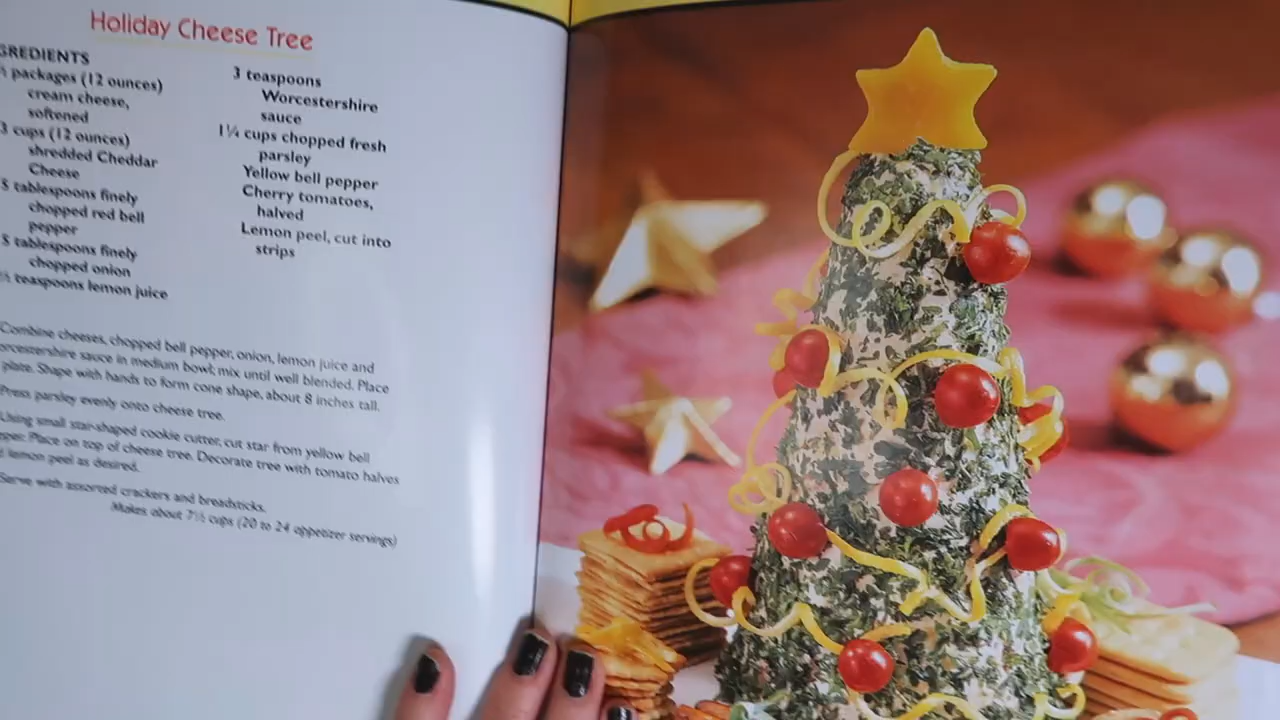 Holiday Cheese Tree
GREDIENTS
packages (12 ounces)
cream cheese,
softened
3 cups (12 ounces)
shredded Cheddar
Cheese
tablespoons finely
chopped red bell
pepper
tablespoons finely
chopped onion
teaspoons lemon juice
3 teaspoons
Worcestershire
sauce
1¼ cups chopped fresh
parsley
Yellow bell pepper
Cherry tomatoes,
halved
Lemon peel, cut into
strips
Combine cheeses, chopped bell pepper, onion, lemon juice and
orcestershire sauce in medium bowl; mix until well blended. Place
plate. Shape with hands to form cone shape, about 8 inches tall.
Press parsley evenly onto cheese tree.
Using small star-shaped cookie cutter, cut star from yellow bell
pper. Place on top of cheese tree. Decorate tree with tomato halves
lemon peel as desired.
Serve with assorted crackers and breadsticks.
Makes about 7½ cups (20 to 24 appetizer servings)